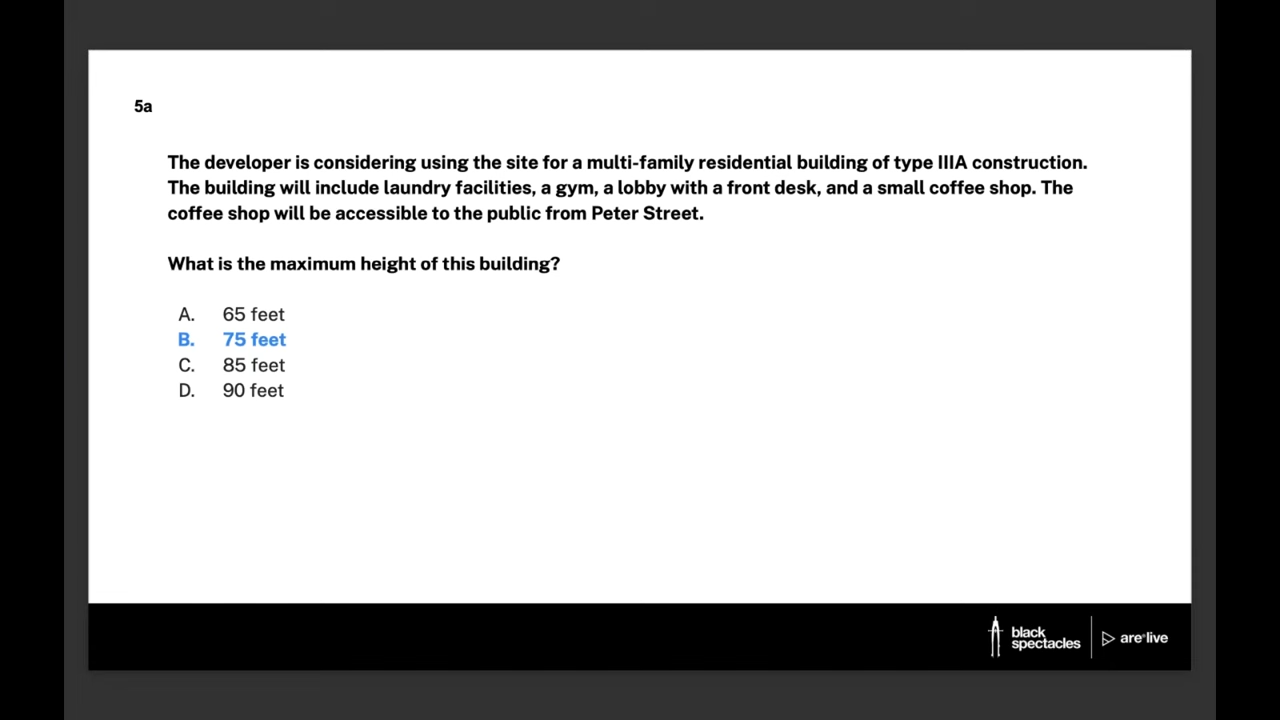 5a
The developer is considering using the site for a multi-family residential building of type IIIA construction.
The building will include laundry facilities, a gym, a lobby with a front desk, and a small coffee shop. The
coffee shop will be accessible to the public from Peter Street.
What is the maximum height of this building?
A. 65 feet
B. 75 feet
C. 85 feet
D. 90 feet
black
spectacles
are®live